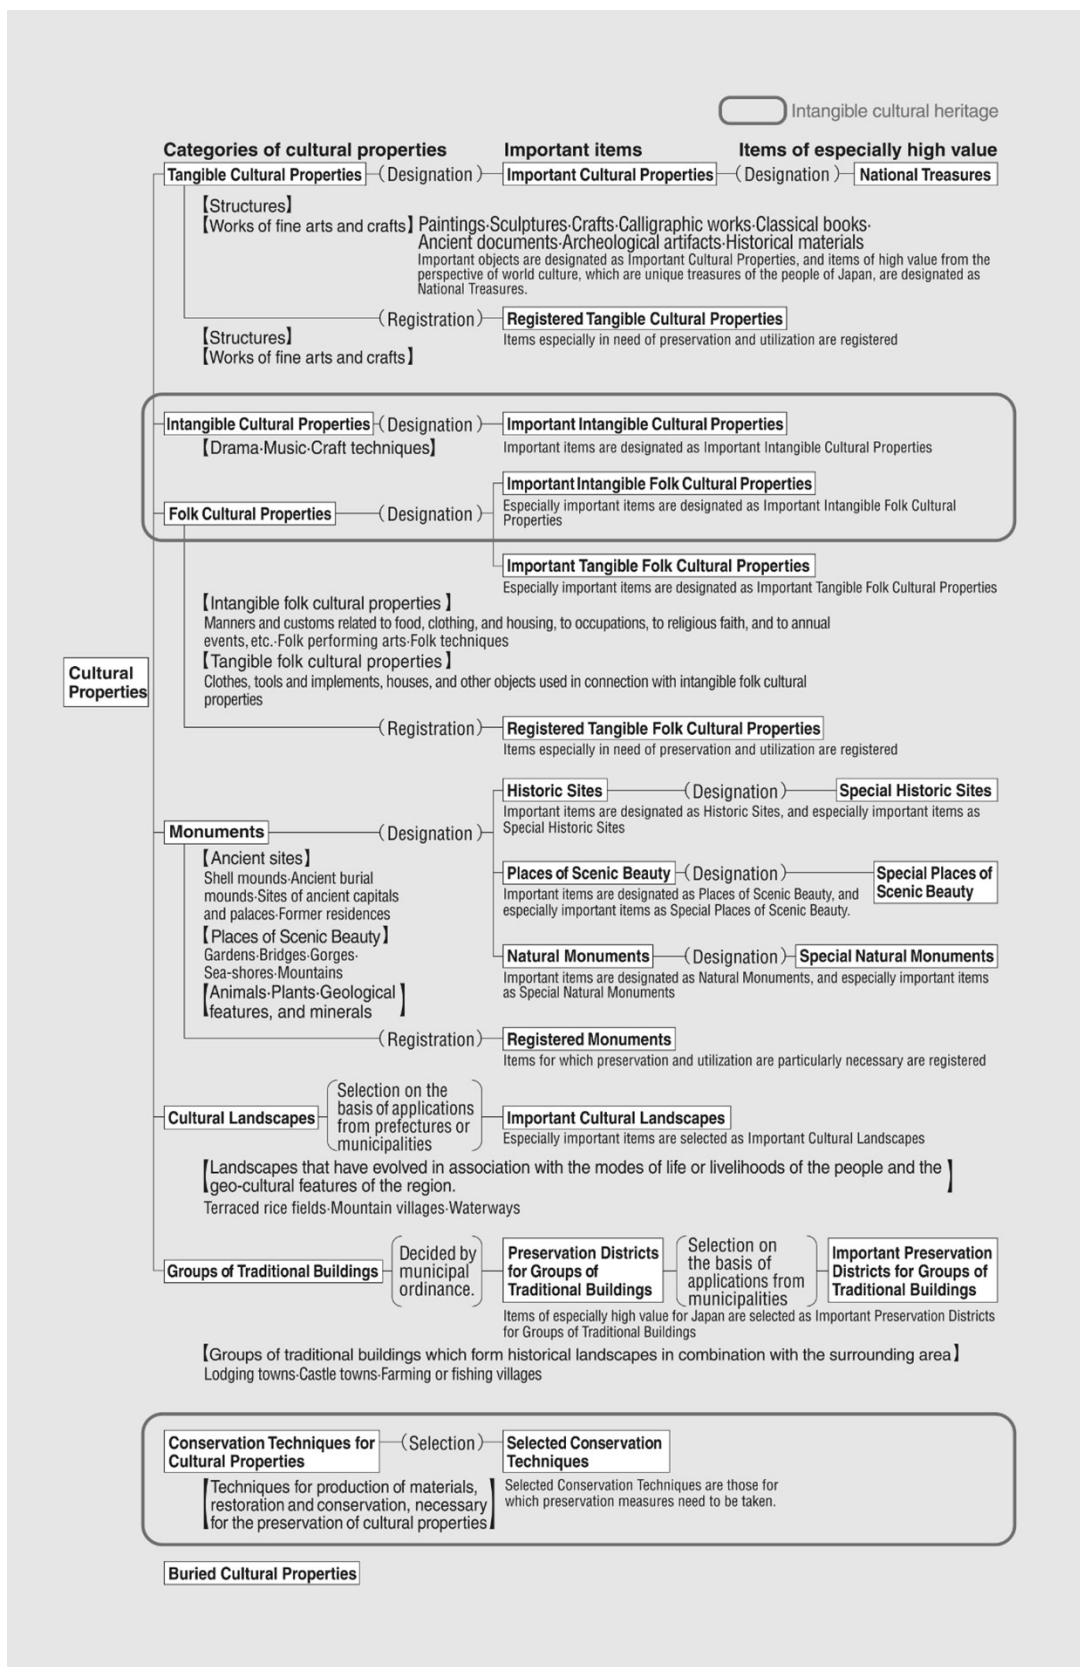 Intangible cultural heritage
Categories of cultural properties
Important items
Items of especially high value
Tangible Cultural Properties
(Designation)
Important Cultural Properties
(Designation)
National Treasures
【Structures】
【Works of fine arts and crafts】
Paintings·Sculptures·Crafts·Calligraphic works·Classical books·
Ancient documents·Archeological artifacts·Historical materials
Important objects are designated as Important Cultural Properties, and items of high value from the
perspective of world culture, which are unique treasures of the people of Japan, are designated as
National Treasures.
(Registration)
Registered Tangible Cultural Properties
Items especially in need of preservation and utilization are registered
【Structures】
【Works of fine arts and crafts】
Intangible Cultural Properties
(Designation)
Important Intangible Cultural Properties
【Drama·Music·Craft techniques】
Important items are designated as Important Intangible Cultural Properties
Folk Cultural Properties
(Designation)
Important Intangible Folk Cultural Properties
Especially important items are designated as Important Intangible Folk Cultural
Properties
Important Tangible Folk Cultural Properties
Especially important items are designated as Important Tangible Folk Cultural Properties
【Intangible folk cultural properties】
Manners and customs related to food, clothing, and housing, to occupations, to religious faith, and to annual
events, etc.·Folk performing arts·Folk techniques
【Tangible folk cultural properties】
Clothes, tools and implements, houses, and other objects used in connection with intangible folk cultural
properties
Cultural
Properties
(Registration)
Registered Tangible Folk Cultural Properties
Items especially in need of preservation and utilization are registered
Monuments
(Designation)
Historic Sites
(Designation)
Special Historic Sites
Important items are designated as Historic Sites, and especially important items as
Special Historic Sites
【Ancient sites】
Shell mounds·Ancient burial
mounds·Sites of ancient capitals
and palaces·Former residences
【Places of Scenic Beauty】
Gardens·Bridges·Gorges·
Sea-shores·Mountains
【Animals·Plants·Geological
features, and minerals】
Places of Scenic Beauty
(Designation)
Special Places of
Scenic Beauty
Important items are designated as Places of Scenic Beauty, and
especially important items as Special Places of Scenic Beauty.
Natural Monuments
(Designation)
Special Natural Monuments
Important items are designated as Natural Monuments, and especially important items
as Special Natural Monuments
(Registration)
Registered Monuments
Items for which preservation and utilization are particularly necessary are registered
Cultural Landscapes
Selection on the
basis of applications
from prefectures or
municipalities
Important Cultural Landscapes
Especially important items are selected as Important Cultural Landscapes
【Landscapes that have evolved in association with the modes of life or livelihoods of the people and the
geo-cultural features of the region.】
Terraced rice fields·Mountain villages·Waterways
Groups of Traditional Buildings
Decided by
municipal
ordinance.
Preservation Districts
for Groups of
Traditional Buildings
Selection on
the basis of
applications from
municipalities
Important Preservation
Districts for Groups of
Traditional Buildings
Items of especially high value for Japan are selected as Important Preservation Districts
for Groups of Traditional Buildings
【Groups of traditional buildings which form historical landscapes in combination with the surrounding area】
Lodging towns·Castle towns·Farming or fishing villages
Conservation Techniques for
Cultural Properties
(Selection)
Selected Conservation
Techniques
【Techniques for production of materials,
restoration and conservation, necessary
for the preservation of cultural properties】
Selected Conservation Techniques are those for
which preservation measures need to be taken.
Buried Cultural Properties